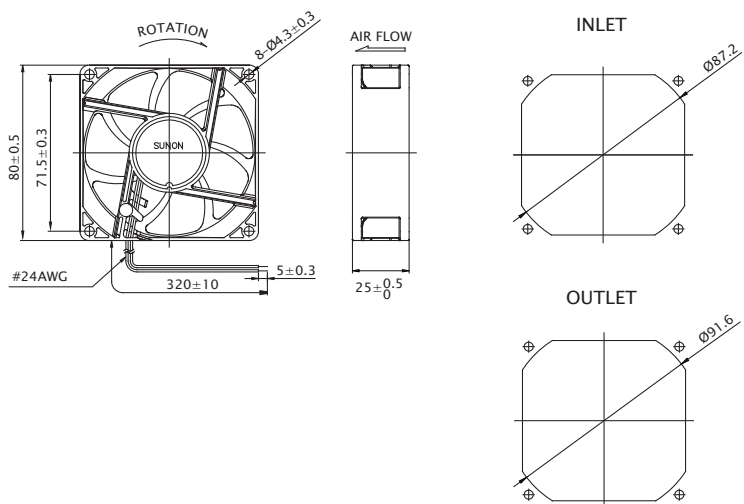 ROTATION
8-Ø4.3±0.3
80±0.5
71.5±0.3
SUNON
#24AWG
320±10
5±0.3
AIR FLOW
25±0.5 0
INLET
Ø87.2
OUTLET
Ø91.6